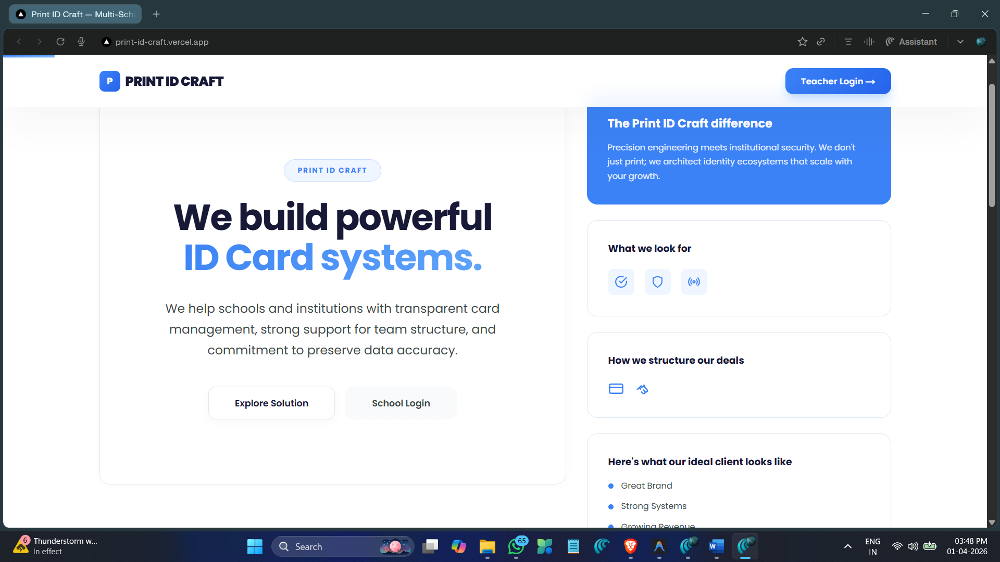 Print ID Craft — Multi-Sch
print-id-craft.vercel.app
Assistant
P
PRINT ID CRAFT
Teacher Login →
PRINT ID CRAFT
We build powerful
ID Card systems.
We help schools and institutions with transparent card
management, strong support for team structure, and
commitment to preserve data accuracy.
Explore Solution
School Login
The Print ID Craft difference
Precision engineering meets institutional security. We don't
just print; we architect identity ecosystems that scale with
your growth.
What we look for
How we structure our deals
Here's what our ideal client looks like
Great Brand
Strong Systems
Growing Revenue
6
Thunderstorm w...
In effect
Search
65
W
ENG
IN
03:48 PM
01-04-2026